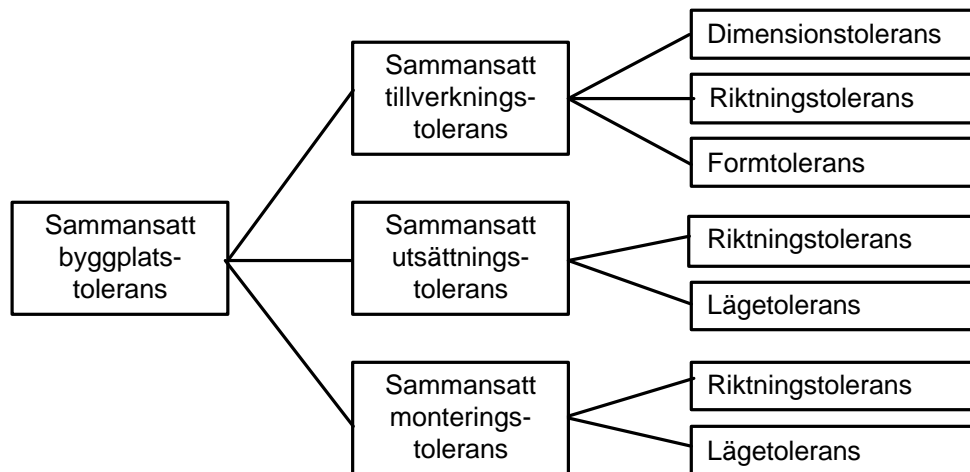 Sammansatt
byggplats-
tolerans
Sammansatt
tillverknings-
tolerans
Dimensionstolerans
Riktningstolerans
Formtolerans
Sammansatt
utsättnings-
tolerans
Riktningstolerans
Lägetolerans
Sammansatt
monterings-
tolerans
Riktningstolerans
Lägetolerans